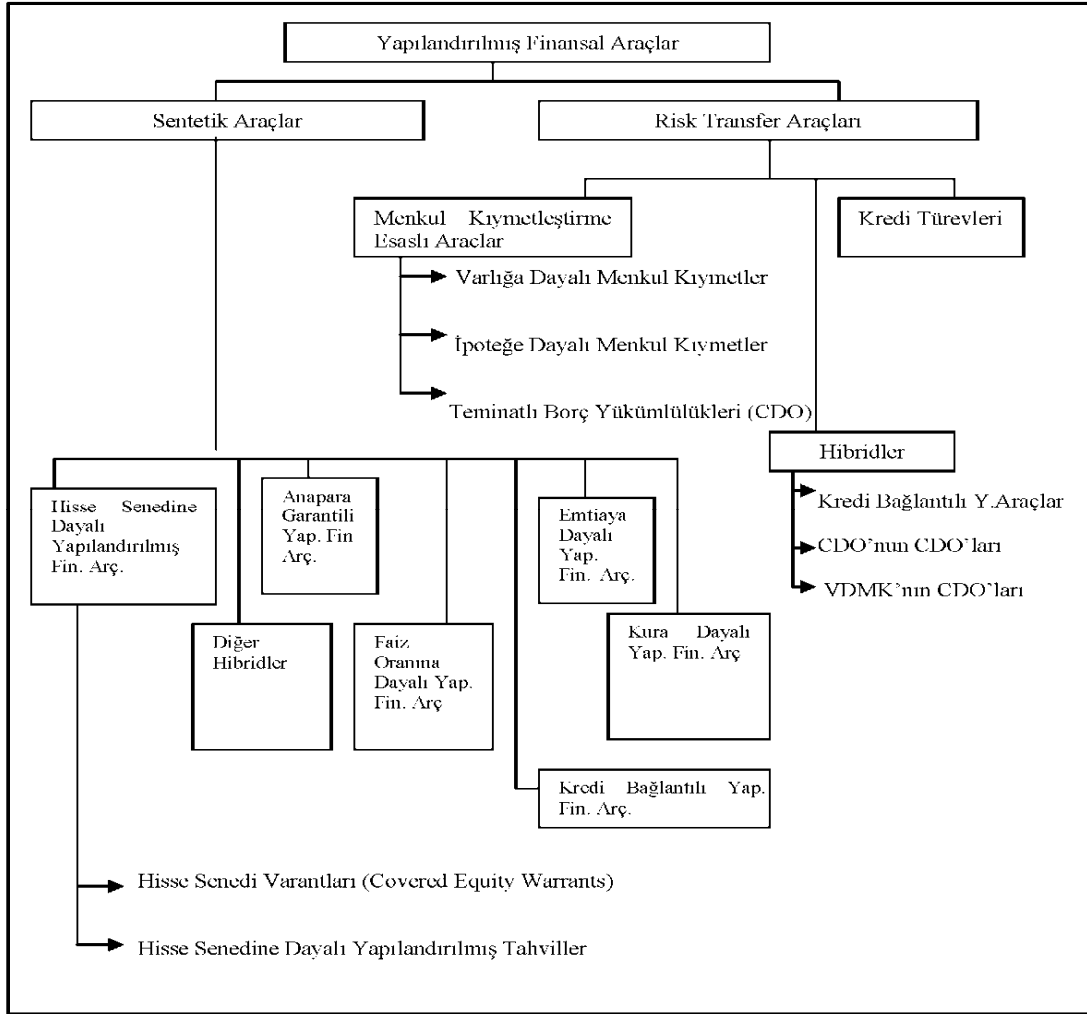 Yapılandırılmış Finansal Araçlar
Sentetik Araçlar
Risk Transfer Araçları
Menkul Kıymetleştirme
Esaslı Araçlar
Kredi Türevleri
Varlığa Dayalı Menkul Kıymetler
İpoteğe Dayalı Menkul Kıymetler
Teminatlı Borç Yükümlülükleri (CDO)
Hibridler
Kredi Bağlantılı Y.Araçlar
CDO’nun CDO’ları
VDMK’nın CDO’ları
Hisse Senedine
Dayalı
Yapılandırılmış
Fin. Arç.
Anapara
Garantili
Yap. Fin
Arç.
Emtiaya
Dayalı
Yap.
Fin. Arç.
Diğer
Hibridler
Faiz
Oranına
Dayalı Yap.
Fin. Arç
Kura Dayalı
Yap. Fin. Arç
Kredi Bağlantılı Yap.
Fin. Arç.
Hisse Senedi Varantları (Covered Equity Warrants)
Hisse Senedine Dayalı Yapılandırılmış Tahviller